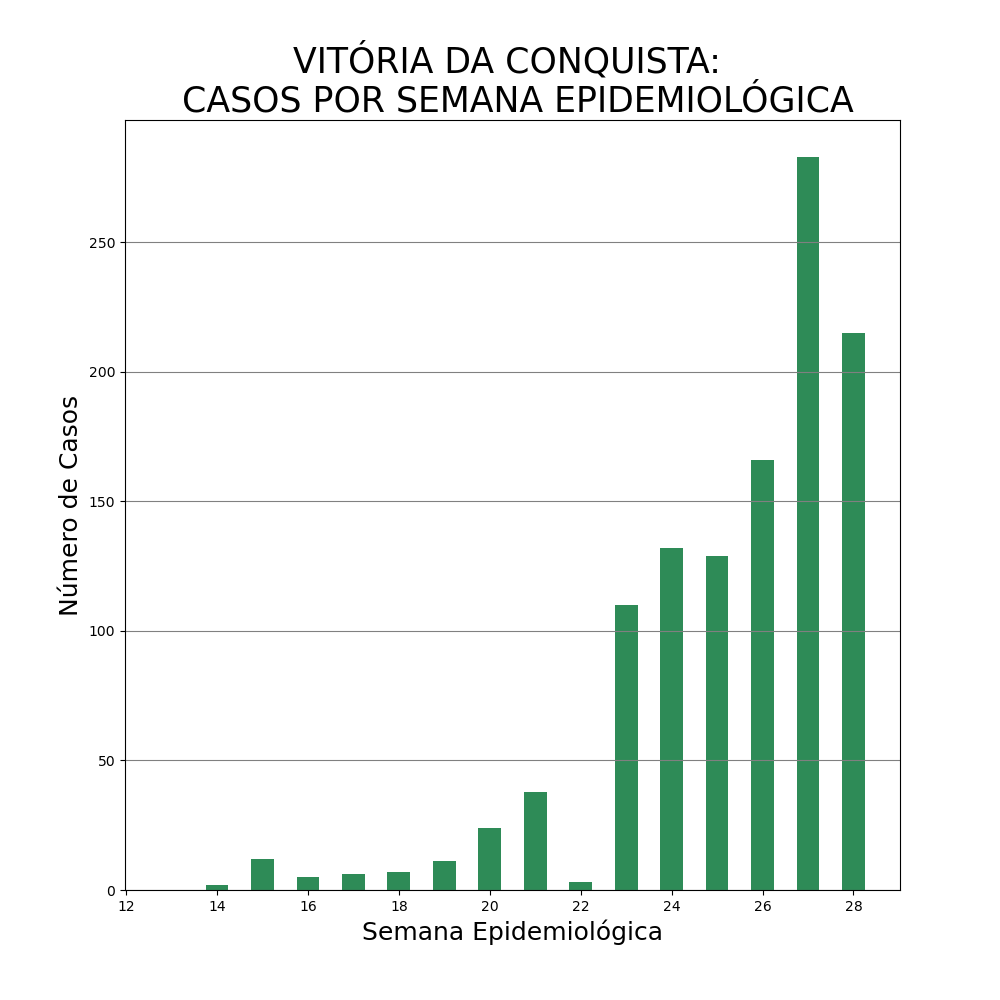 VITÓRIA DA CONQUISTA:
CASOS POR SEMANA EPIDEMIOLÓGICA
Número de Casos
250
200
150
100
50
0
12 14 16 18 20 22 24 26 28
Semana Epidemiológica